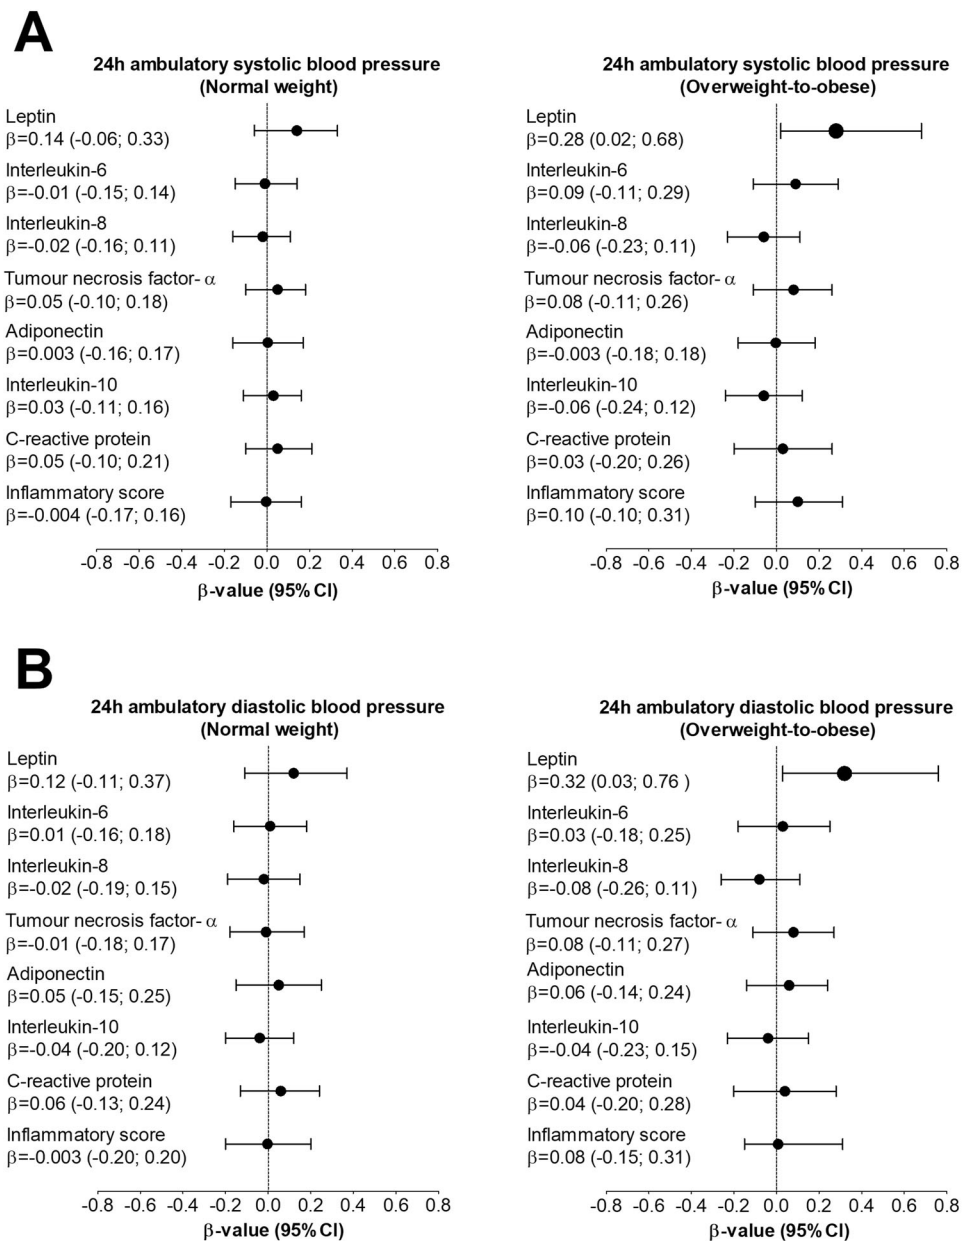 A
24h ambulatory systolic blood pressure
(Normal weight)
Leptin
β=0.14 (-0.06; 0.33)
Interleukin-6
β=-0.01 (-0.15; 0.14)
Interleukin-8
β=-0.02 (-0.16; 0.11)
Tumour necrosis factor- α
β=0.05 (-0.10; 0.18)
Adiponectin
β=0.003 (-0.16; 0.17)
Interleukin-10
β=0.03 (-0.11; 0.16)
C-reactive protein
β=0.05 (-0.10; 0.21)
Inflammatory score
β=-0.004 (-0.17; 0.16)
-0.8 -0.6 -0.4 -0.2 0.0 0.2 0.4 0.6 0.8
β-value (95% CI)
24h ambulatory systolic blood pressure
(Overweight-to-obese)
Leptin
β=0.28 (0.02; 0.68)
Interleukin-6
β=0.09 (-0.11; 0.29)
Interleukin-8
β=-0.06 (-0.23; 0.11)
Tumour necrosis factor- α
β=0.08 (-0.11; 0.26)
Adiponectin
β=-0.003 (-0.18; 0.18)
Interleukin-10
β=-0.06 (-0.24; 0.12)
C-reactive protein
β=0.03 (-0.20; 0.26)
Inflammatory score
β=0.10 (-0.10; 0.31)
-0.8 -0.6 -0.4 -0.2 0.0 0.2 0.4 0.6 0.8
β-value (95% CI)
B
24h ambulatory diastolic blood pressure
(Normal weight)
Leptin
β=0.12 (-0.11; 0.37)
Interleukin-6
β=0.01 (-0.16; 0.18)
Interleukin-8
β=-0.02 (-0.19; 0.15)
Tumour necrosis factor- α
β=-0.01 (-0.18; 0.17)
Adiponectin
β=0.05 (-0.15; 0.25)
Interleukin-10
β=-0.04 (-0.20; 0.12)
C-reactive protein
β=0.06 (-0.13; 0.24)
Inflammatory score
β=-0.003 (-0.20; 0.20)
-0.8 -0.6 -0.4 -0.2 0.0 0.2 0.4 0.6 0.8
β-value (95% CI)
24h ambulatory diastolic blood pressure
(Overweight-to-obese)
Leptin
β=0.32 (0.03; 0.76 )
Interleukin-6
β=0.03 (-0.18; 0.25)
Interleukin-8
β=-0.08 (-0.26; 0.11)
Tumour necrosis factor- α
β=0.08 (-0.11; 0.27)
Adiponectin
β=0.06 (-0.14; 0.24)
Interleukin-10
β=-0.04 (-0.23; 0.15)
C-reactive protein
β=0.04 (-0.20; 0.28)
Inflammatory score
β=0.08 (-0.15; 0.31)
-0.8 -0.6 -0.4 -0.2 0.0 0.2 0.4 0.6 0.8
β-value (95% CI)